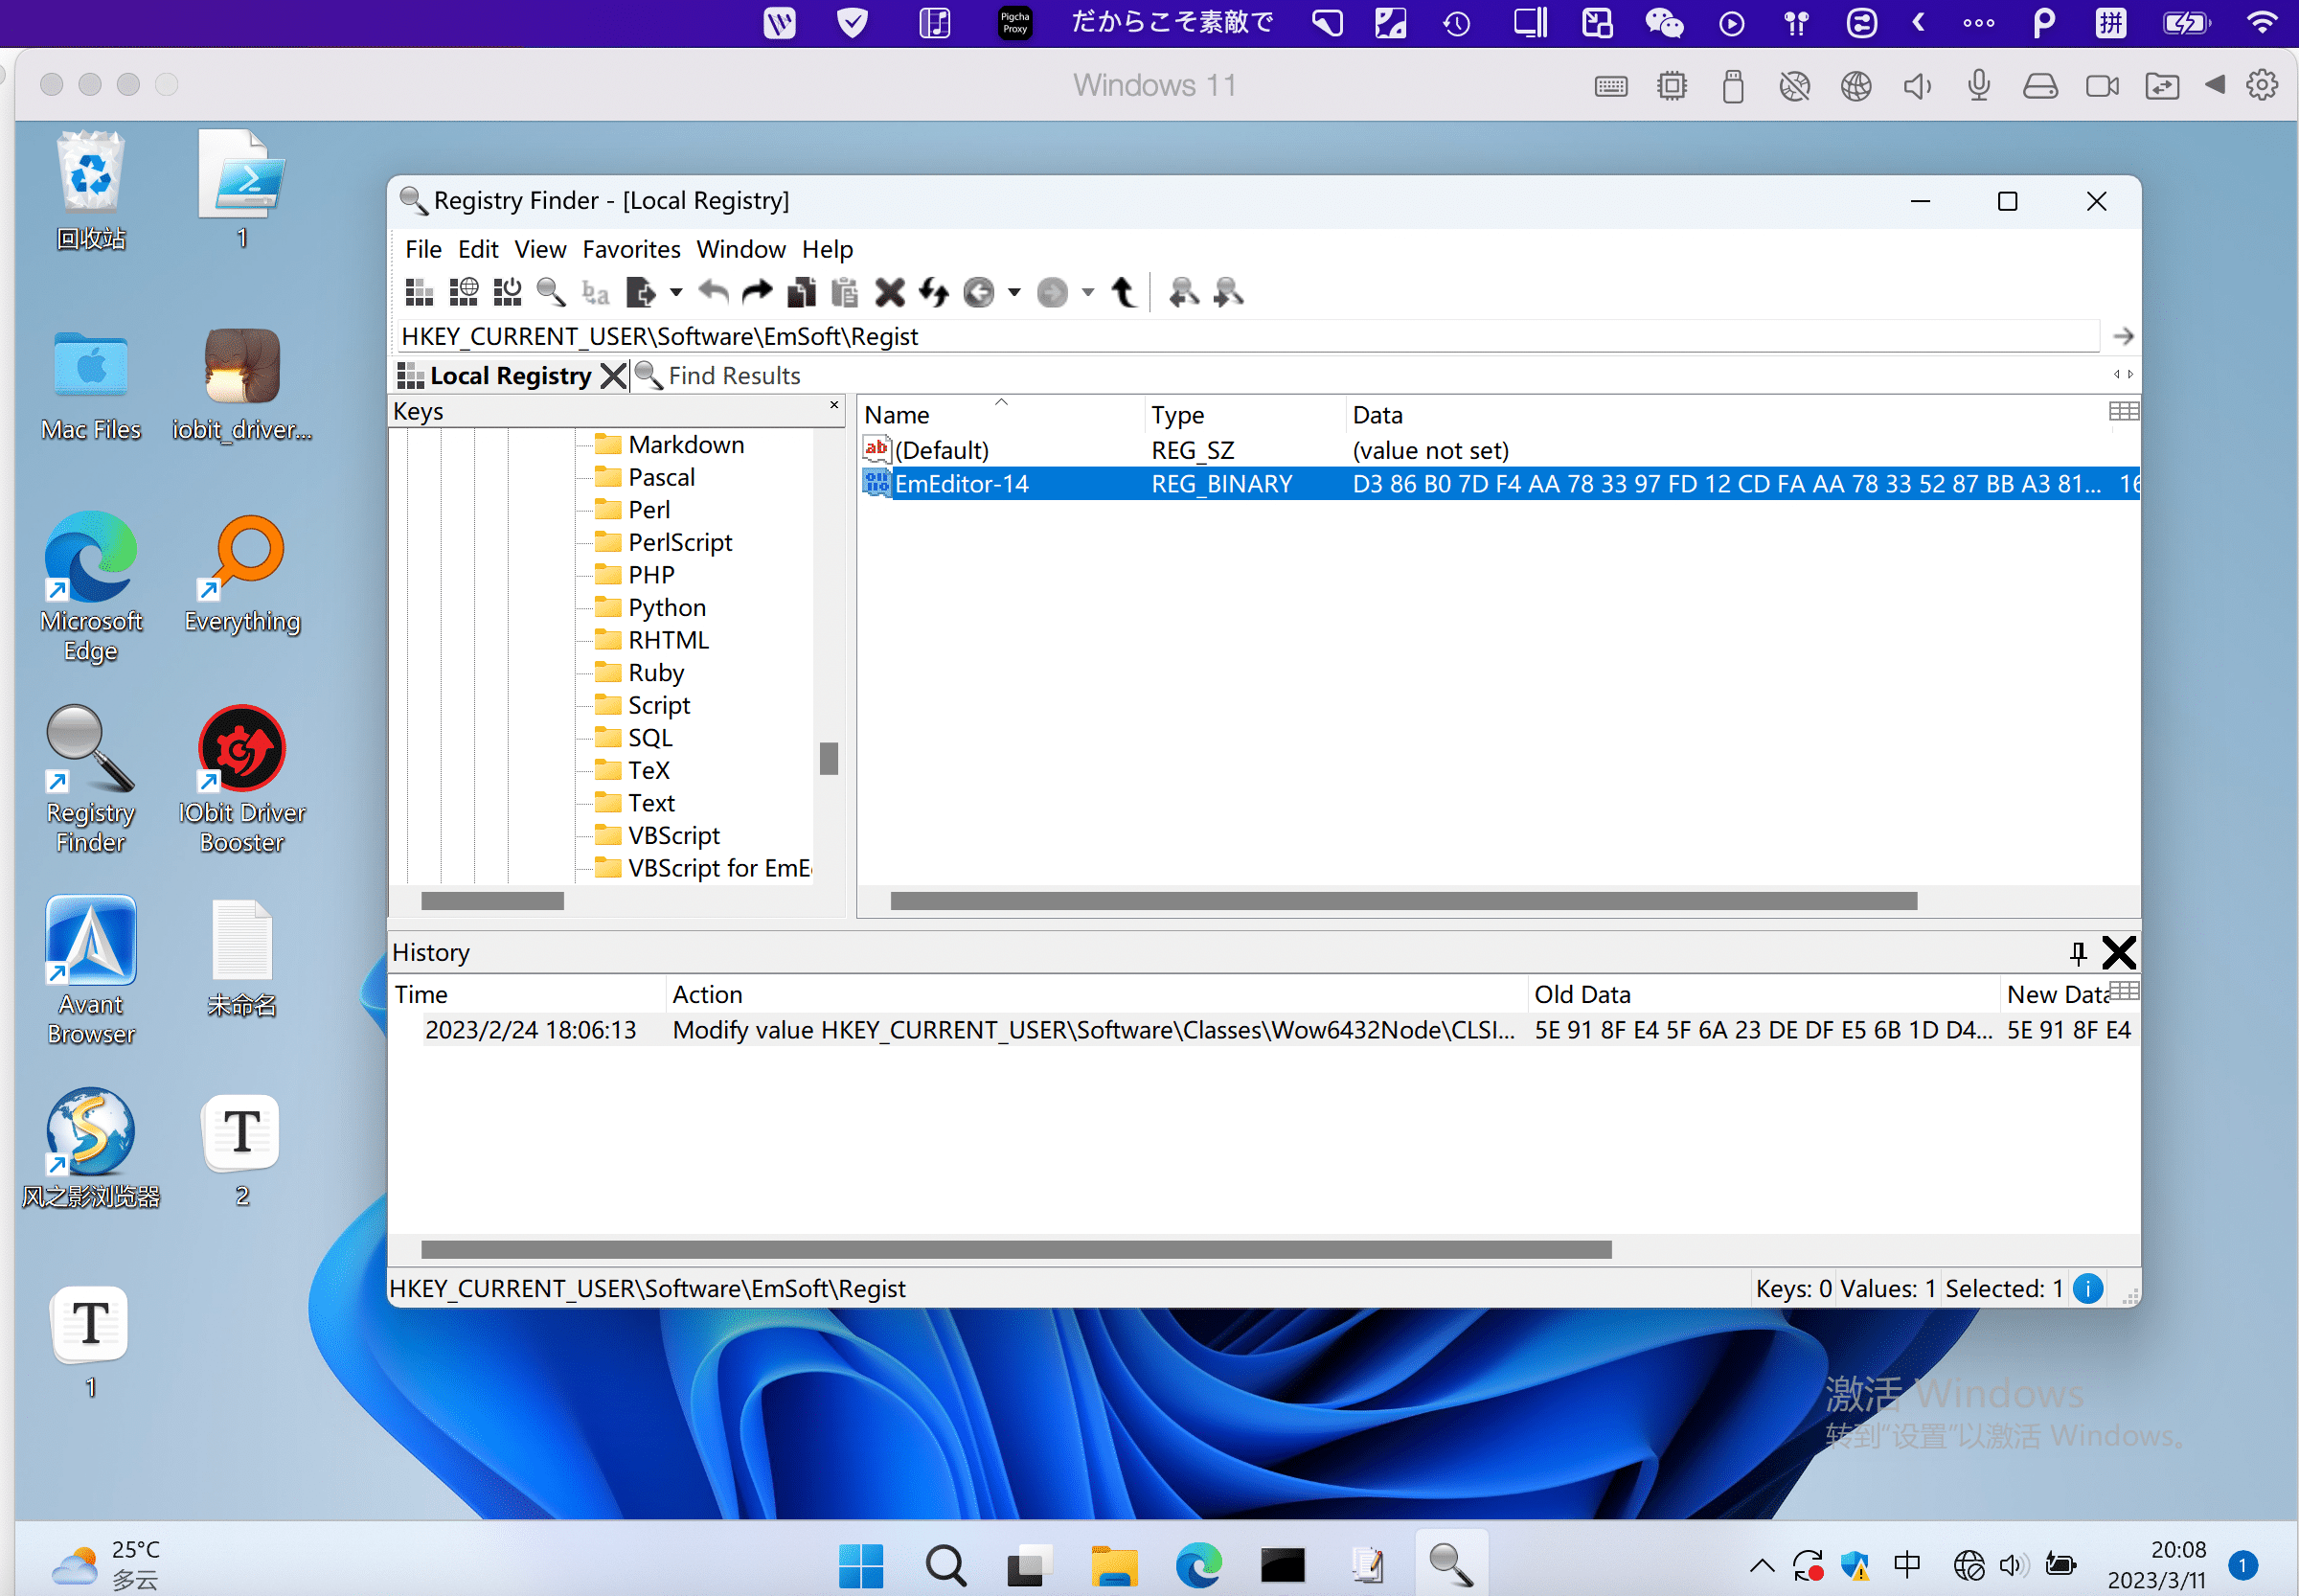 Pigcha
Proxy
だからこそ素敵で
拼
Windows 11
回收站
1
Mac Files
iobit_driver...
Microsoft
Edge
Everything
Registry
Finder
IObit Driver
Booster
Avant
Browser
未命名
风之影浏览器
T
2
T
1
Registry Finder - [Local Registry]
File Edit View Favorites Window Help
HKEY_CURRENT_USER\Software\EmSoft\Regist
Local Registry
Find Results
Keys
Markdown
Pascal
Perl
PerlScript
PHP
Python
RHTML
Ruby
Script
SQL
TeX
Text
VBScript
VBScript for EmE
Name Type Data
(Default) REG_SZ (value not set)
EmEditor-14 REG_BINARY D3 86 B0 7D F4 AA 78 33 97 FD 12 CD FA AA 78 33 52 87 BB A3 81... 16
History
Time Action Old Data New Data
2023/2/24 18:06:13 Modify value HKEY_CURRENT_USER\Software\Classes\Wow6432Node\CLSI... 5E 91 8F E4 5F 6A 23 DE DF E5 6B 1D D4... 5E 91 8F E4
HKEY_CURRENT_USER\Software\EmSoft\Regist
Keys: 0 Values: 1 Selected: 1
激活 Windows
转到"设置"以激活 Windows。
25°C
多云
中
20:08
2023/3/11
1